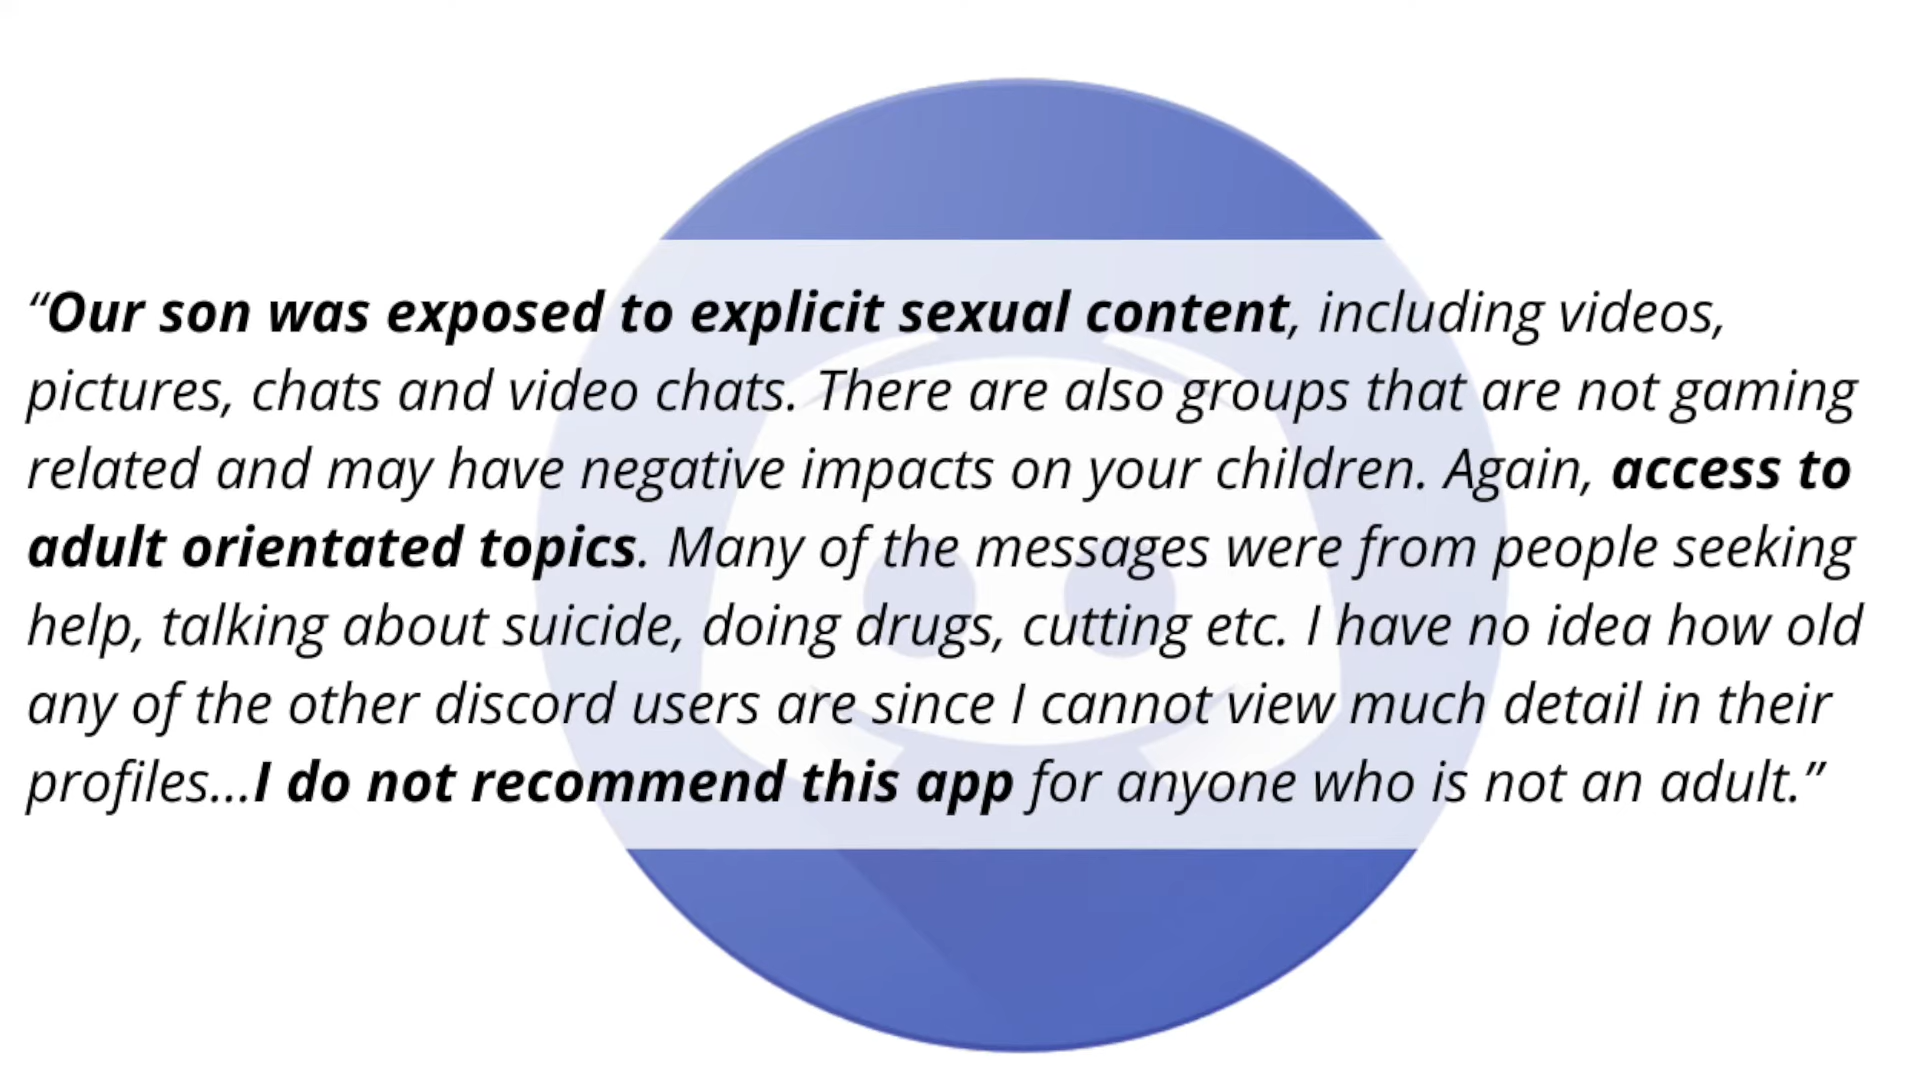 “Our son was exposed to explicit sexual content, including videos,
pictures, chats and video chats. There are also groups that are not gaming
related and may have negative impacts on your children. Again, access to
adult orientated topics. Many of the messages were from people seeking
help, talking about suicide, doing drugs, cutting etc. I have no idea how old
any of the other discord users are since I cannot view much detail in their
profiles...I do not recommend this app for anyone who is not an adult.”